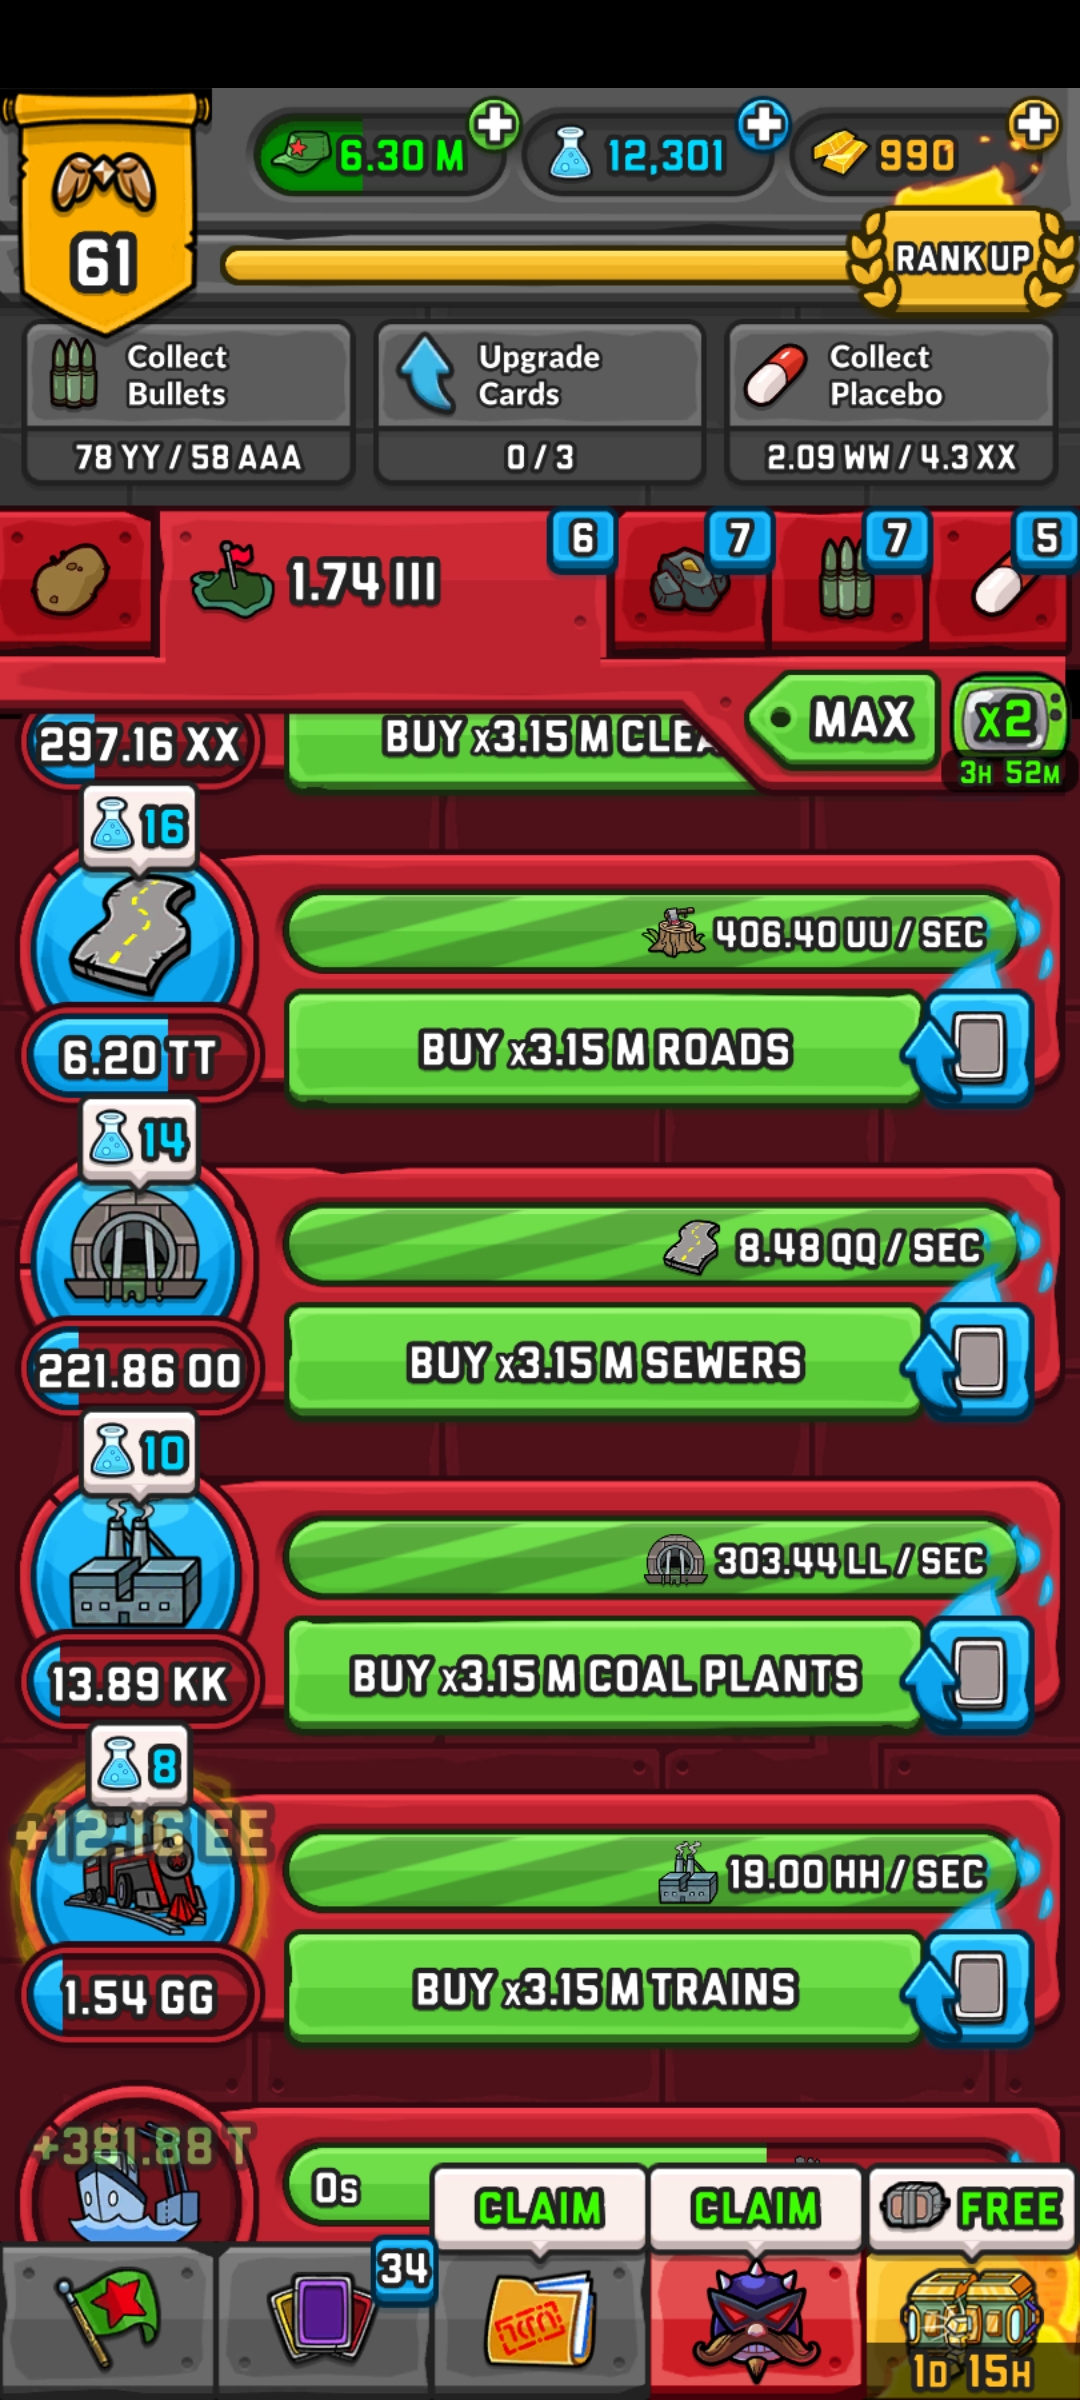 6.30 M
12,301
990
61
RANK UP
Collect
Bullets
78 YY / 58 AAA
Upgrade
Cards
0 / 3
Collect
Placebo
2.09 WW / 4.3 XX
1.74 III
6
7
7
5
MAX
x2
3H 52M
297.16 XX
BUY x3.15 M CLEA
16
406.40 UU / SEC
6.20 TT
BUY x3.15 M ROADS
14
8.48 QQ / SEC
221.86 OO
BUY x3.15 M SEWERS
10
303.44 LL / SEC
13.89 KK
BUY x3.15 M COAL PLANTS
8
+12.16 EE
19.00 HH / SEC
1.54 GG
BUY x3.15 M TRAINS
+381.88 T
0s
CLAIM
CLAIM
FREE
34
1D 15H